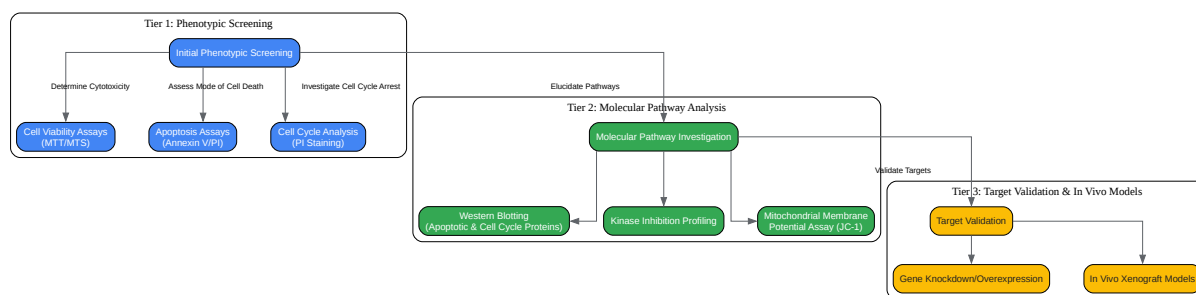 Tier 1: Phenotypic Screening
Initial Phenotypic Screening
Determine Cytotoxicity
Assess Mode of Cell Death
Investigate Cell Cycle Arrest
Cell Viability Assays
(MTT/MTS)
Apoptosis Assays
(Annexin V/PI)
Cell Cycle Analysis
(PI Staining)
Elucidate Pathways
Tier 2: Molecular Pathway Analysis
Molecular Pathway Investigation
Western Blotting
(Apoptotic & Cell Cycle Proteins)
Kinase Inhibition Profiling
Mitochondrial Membrane
Potential Assay (JC-1)
Validate Targets
Tier 3: Target Validation & In Vivo Models
Target Validation
Gene Knockdown/Overexpression
In Vivo Xenograft Models